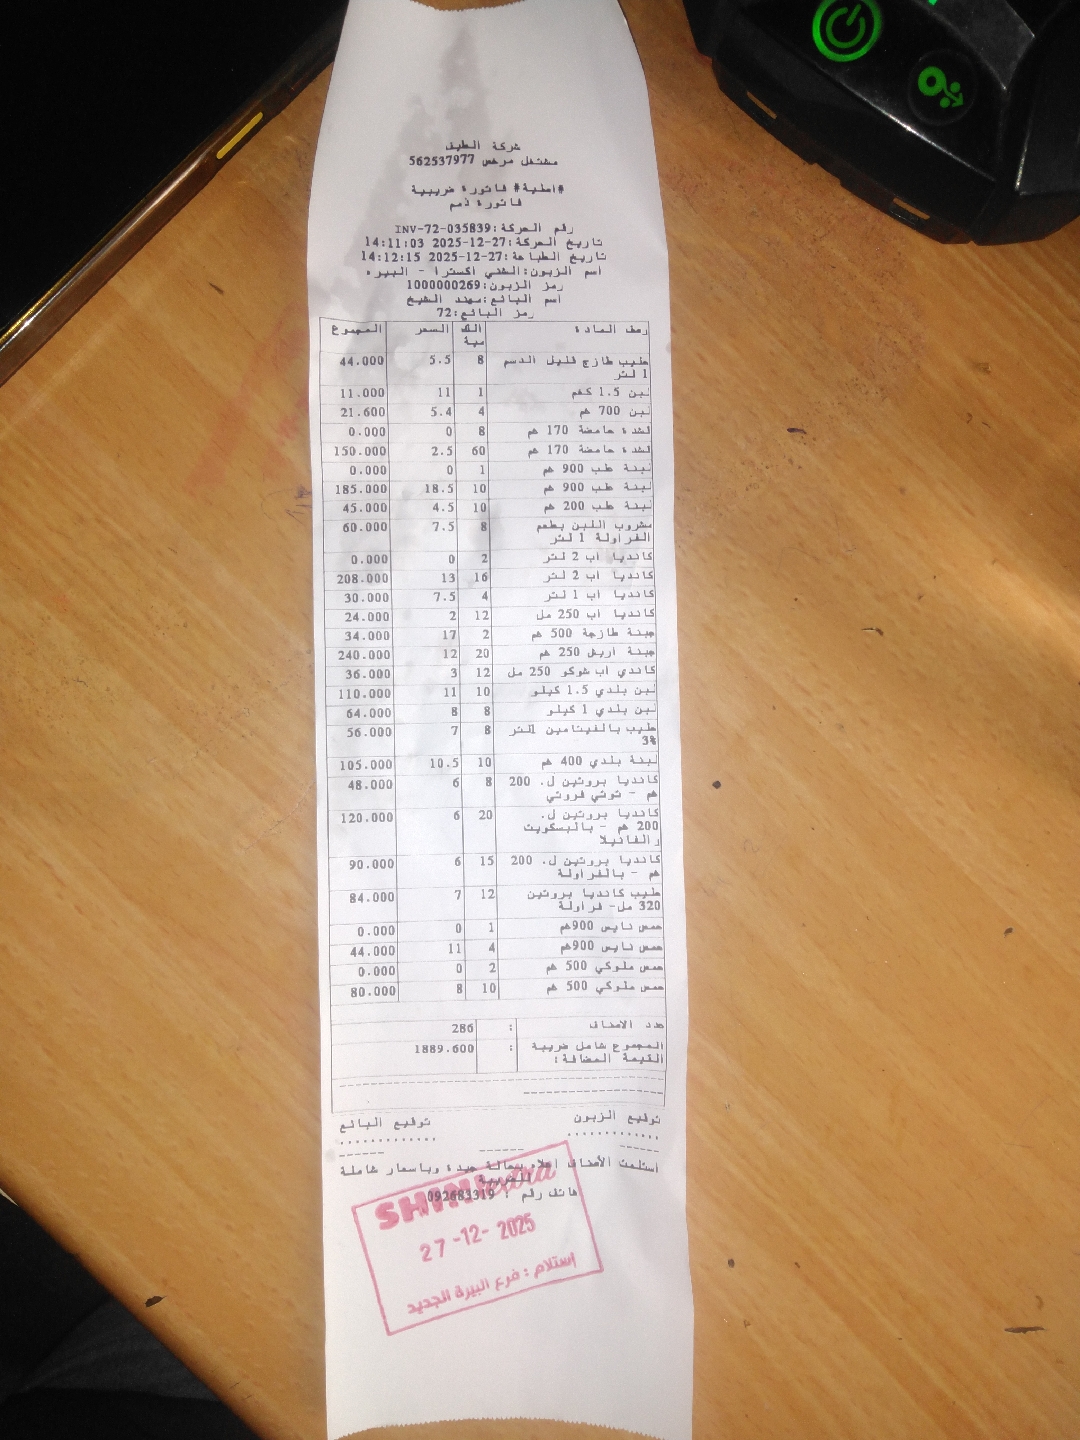 شركة الطيف
مشتغل مرخص 562537977
#اصلية# فاتورة ضريبية
فاتورة ذمم
رقم الحركة:INV-72-035839
تاريخ الحركة:27-12-2025 14:11:03
تاريخ الطباعة:27-12-2025 14:12:15
اسم الزبون:الشني اكسترا - البيره
رمز الزبون:1000000269
اسم البائع:مهند الشيخ
رمز البائع:72
وصف المادة الكمية السعر المجموع
حليب طازج قليل الدسم 8 5.5 44.000
1 لتر
لبن 1.5 كغم 1 11 11.000
لبن 700 غم 4 5.4 21.600
قشدة حامضة 170 غم 8 0 0.000
قشدة حامضة 170 غم 60 2.5 150.000
لبنة طب 900 غم 1 0 0.000
لبنة طب 900 غم 10 18.5 185.000
لبنة طب 200 غم 10 4.5 45.000
مشروب اللبن بطعم 8 7.5 60.000
الفراولة 1 لتر
كانديا اب 2 لتر 2 0 0.000
كانديا اب 2 لتر 16 13 208.000
كانديا اب 1 لتر 4 7.5 30.000
كانديا اب 250 مل 12 2 24.000
جبنة طازجة 500 غم 2 17 34.000
جبنة اريش 250 غم 20 12 240.000
كاندي اب شوكو 250 مل 12 3 36.000
لبن بلدي 1.5 كيلو 10 11 110.000
لبن بلدي 1 كيلو 8 8 64.000
حليب بالفيتامين 1لتر 8 7 56.000
3%
لبنة بلدي 400 غم 10 10.5 105.000
كانديا بروتين ل. 200 8 6 48.000
غم - توتي فروتي
كانديا بروتين ل. 20 6 120.000
200 غم - بالبسكويت
والفانيلا
كانديا بروتين ل. 200 15 6 90.000
غم - بالفراولة
حليب كانديا بروتين 12 7 84.000
320 مل- فراولة
حمص نايس 900غم 1 0 0.000
حمص نايس 900غم 4 11 44.000
حمص ملوكي 500 غم 2 0 0.000
حمص ملوكي 500 غم 10 8 80.000
عدد الاصناف : 286
المجموع شامل ضريبة : 1889.600
القيمة المضافة:
توقيع الزبون توقيع البائع
استلمت الأصناف اعلاه بحالة جيدة وباسعار شاملة
للضريبة
هاتف رقم : 092683319
SHINI extra
27-12-2025
استلام : فرع البيرة الجديد